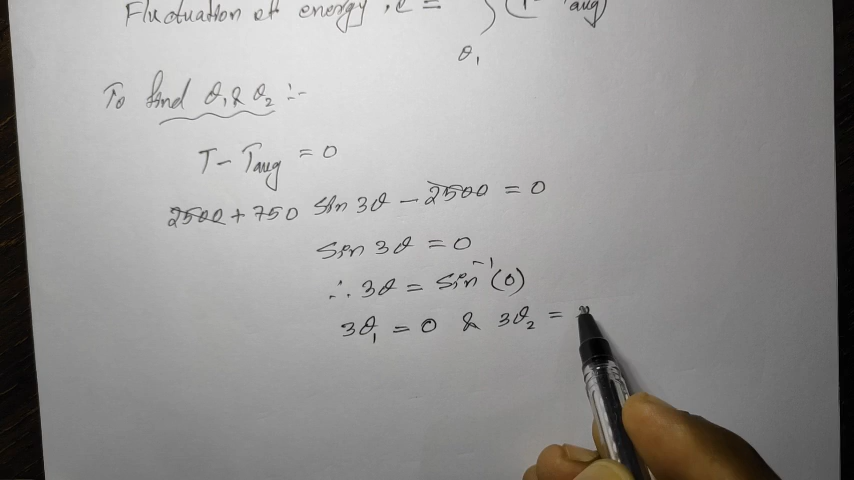 Fluctuation of energy, e = ∫ (T - Tavg)
θ₁
To find θ₁ & θ₂ :-
T - Tavg = 0
2500 + 750 Sin 3θ - 2500 = 0
Sin 3θ = 0
∴ 3θ = Sin⁻¹(0)
3θ₁ = 0 & 3θ₂ =